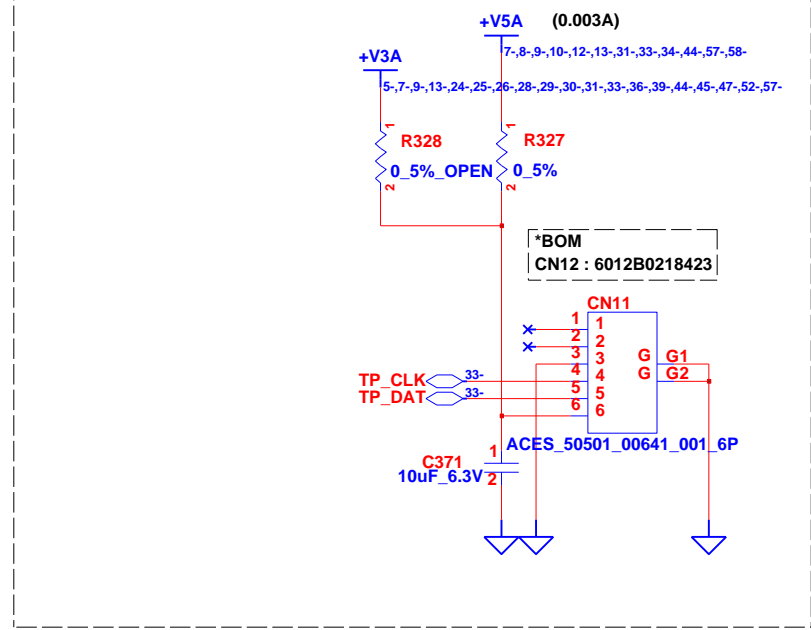 +V5A (0.003A)
7-,8-,9-,10-,12-,13-,31-,33-,34-,44-,57-,58-
+V3A
5-,7-,9-,13-,24-,25-,26-,28-,29-,30-,31-,33-,36-,39-,44-,45-,47-,52-,57-
1 1
R328 R327
0_5%_OPEN 0_5%
2 2
*BOM
CN12 : 6012B0218423
CN11
1 1
2 2
3 3 G G1
TP_CLK 33- 4 4 G G2
TP_DAT 33- 5 5
6 6
ACES_50501_00641_001_6P
1
C371
10uF_6.3V 2